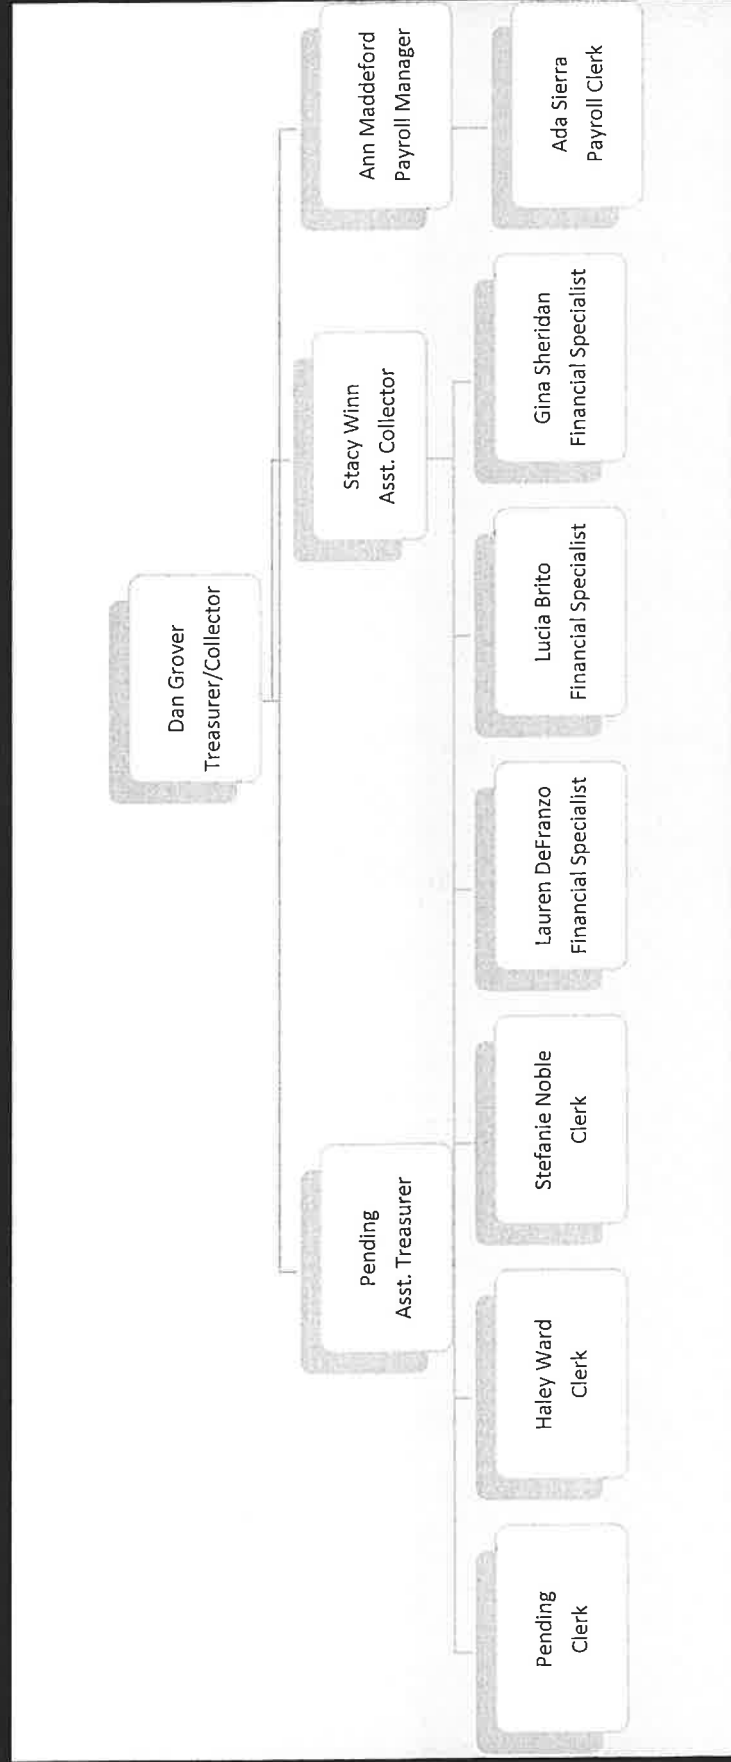 Dan Grover
Treasurer/Collector
Pending
Asst. Treasurer
Stacy Winn
Asst. Collector
Ann Maddeford
Payroll Manager
Pending
Clerk
Haley Ward
Clerk
Stefanie Noble
Clerk
Lauren DeFranzo
Financial Specialist
Lucia Brito
Financial Specialist
Gina Sheridan
Financial Specialist
Ada Sierra
Payroll Clerk